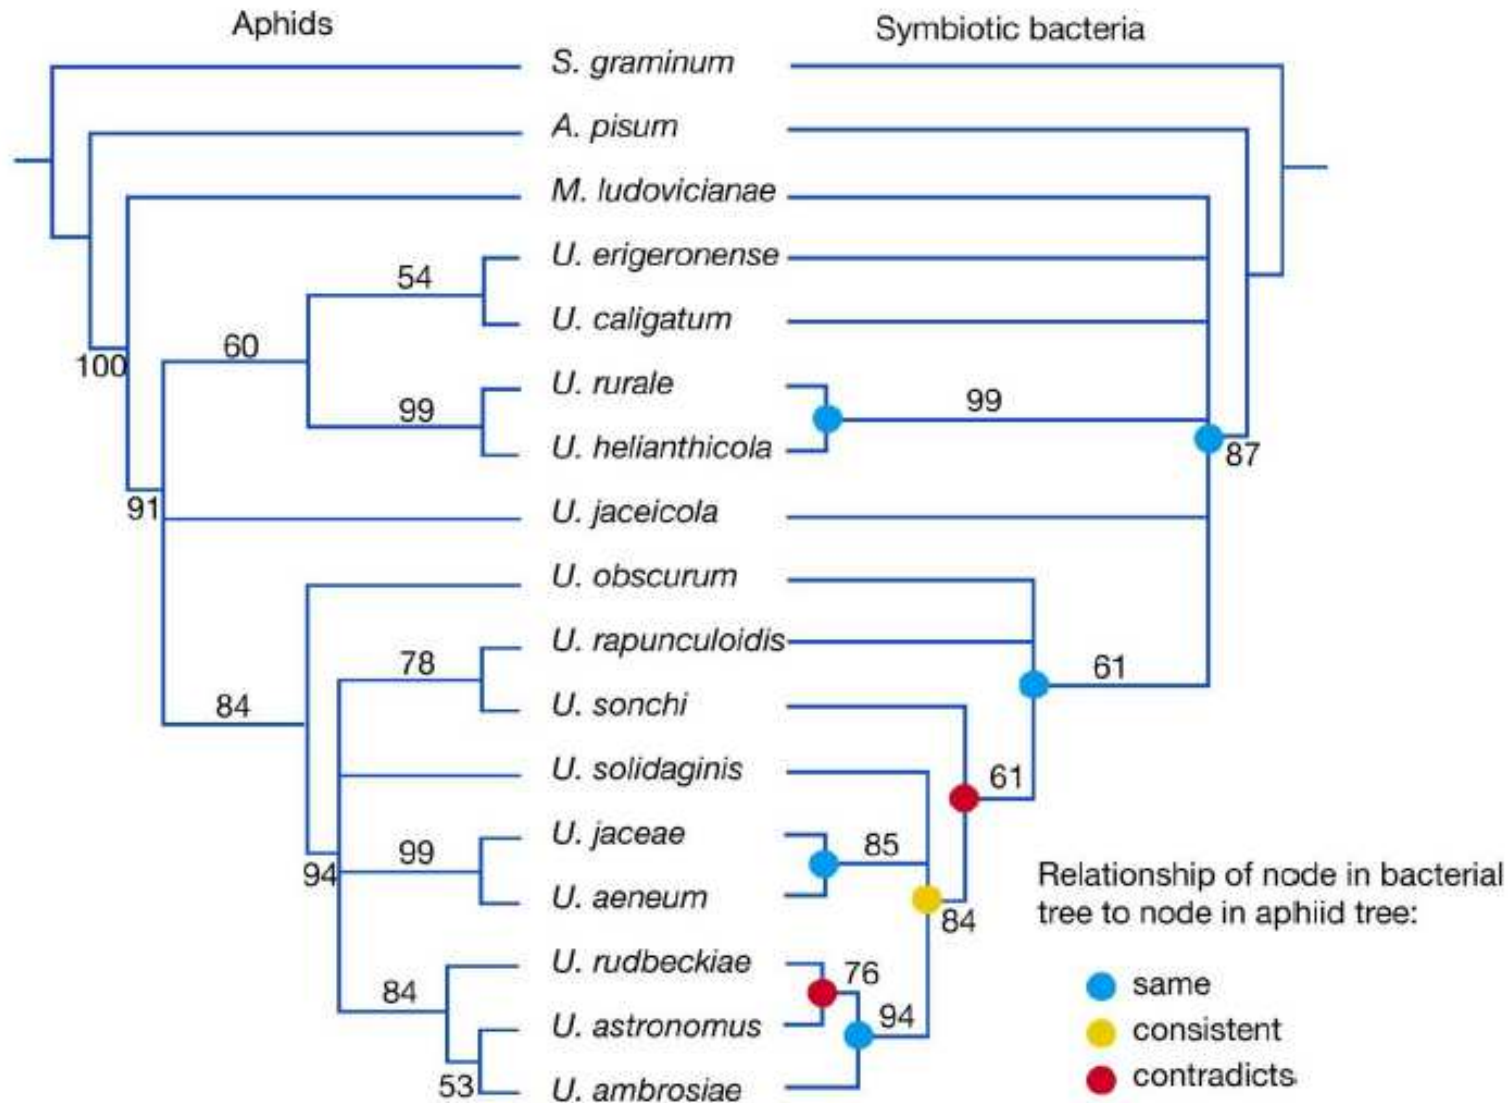 Aphids
Symbiotic bacteria
S. graminum
A. pisum
M. ludovicianae
U. erigeronense
54
U. caligatum
60
100
U. rurale
99
99
U. helianthicola
87
91
U. jaceicola
U. obscurum
U. rapunculoidis
78
61
U. sonchi
84
U. solidaginis
61
U. jaceae
99
85
94
U. aeneum
84
Relationship of node in bacterial
tree to node in aphiid tree:
U. rudbeckiae
76
84
same
94
U. astronomus
consistent
53
U. ambrosiae
contradicts